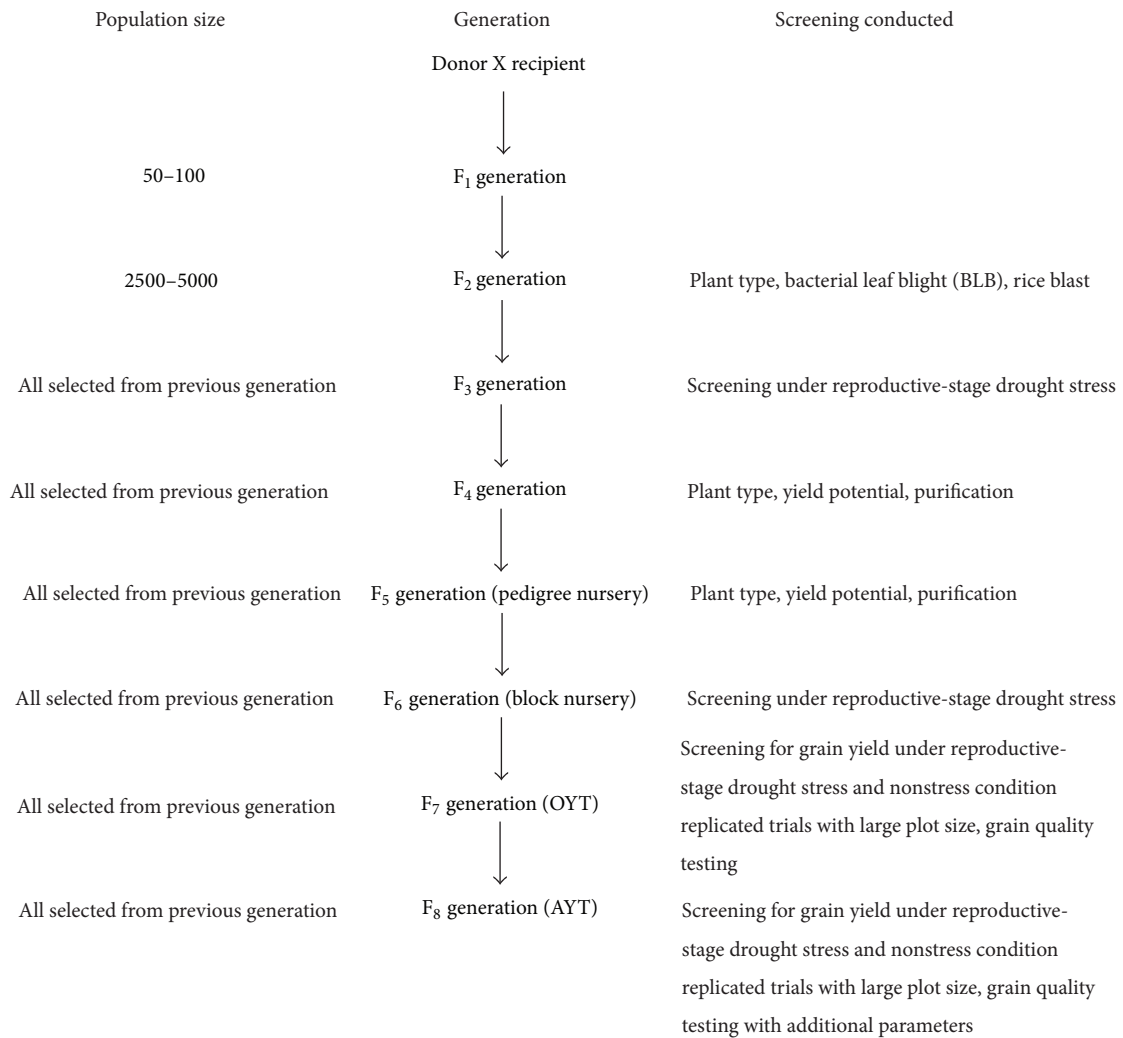 Population size
Generation
Screening conducted
Donor X recipient
50–100
F₁ generation
2500–5000
F₂ generation
Plant type, bacterial leaf blight (BLB), rice blast
All selected from previous generation
F₃ generation
Screening under reproductive-stage drought stress
All selected from previous generation
F₄ generation
Plant type, yield potential, purification
All selected from previous generation
F₅ generation (pedigree nursery)
Plant type, yield potential, purification
All selected from previous generation
F₆ generation (block nursery)
Screening under reproductive-stage drought stress
All selected from previous generation
F₇ generation (OYT)
Screening for grain yield under reproductive-
stage drought stress and nonstress condition
replicated trials with large plot size, grain quality
testing
All selected from previous generation
F₈ generation (AYT)
Screening for grain yield under reproductive-
stage drought stress and nonstress condition
replicated trials with large plot size, grain quality
testing with additional parameters